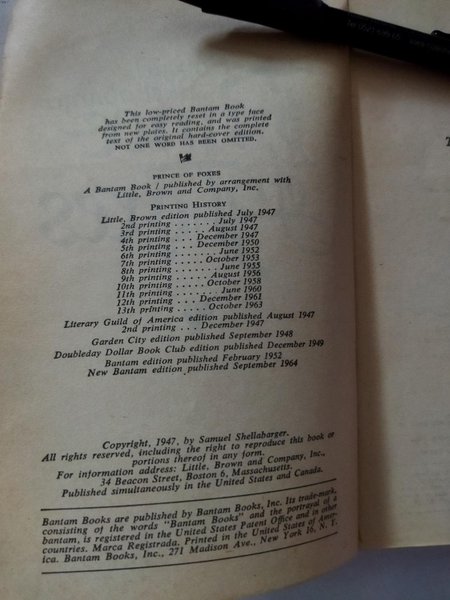 This low-priced Bantam Book
has been completely reset in a type face
designed for easy reading, and was printed
from new plates. It contains the complete
text of the original hard-cover edition.
NOT ONE WORD HAS BEEN OMITTED.
PRINCE OF FOXES
A Bantam Book / published by arrangement with
Little, Brown and Company, Inc.
PRINTING HISTORY
Little, Brown edition published July 1947
2nd printing . . . . . . . July 1947
3rd printing . . . . . August 1947
4th printing . . . December 1947
5th printing . . . December 1950
6th printing . . . . . . . June 1952
7th printing . . . . October 1953
8th printing . . . . . . . June 1955
9th printing . . . . . August 1956
10th printing . . . . October 1958
11th printing . . . . . . June 1960
12th printing . . . December 1961
13th printing . . . . October 1963
Literary Guild of America edition published August 1947
2nd printing . . . December 1947
Garden City edition published September 1948
Doubleday Dollar Book Club edition published December 1949
Bantam edition published February 1952
New Bantam edition published September 1964
Copyright, 1947, by Samuel Shellabarger.
All rights reserved, including the right to reproduce this book or
portions thereof in any form.
For information address: Little, Brown and Company, Inc.,
34 Beacon Street, Boston 6, Massachusetts.
Published simultaneously in the United States and Canada.
Bantam Books are published by Bantam Books, Inc. Its trade-mark,
consisting of the words "Bantam Books" and the portrayal of a
bantam, is registered in the United States Patent Office and in other
countries. Marca Registrada. Printed in the United States of Amer-
ica. Bantam Books, Inc., 271 Madison Ave., New York 16, N. Y.
T